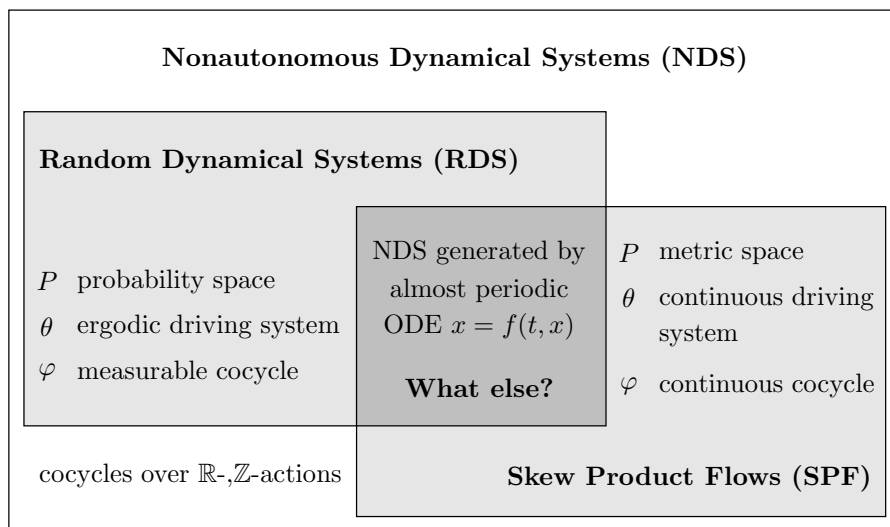 Nonautonomous Dynamical Systems (NDS)
Random Dynamical Systems (RDS)
P probability space
θ ergodic driving system
φ measurable cocycle
NDS generated by
almost periodic
ODE x = f(t, x)
What else?
P metric space
θ continuous driving
system
φ continuous cocycle
cocycles over ℝ-,ℤ-actions
Skew Product Flows (SPF)